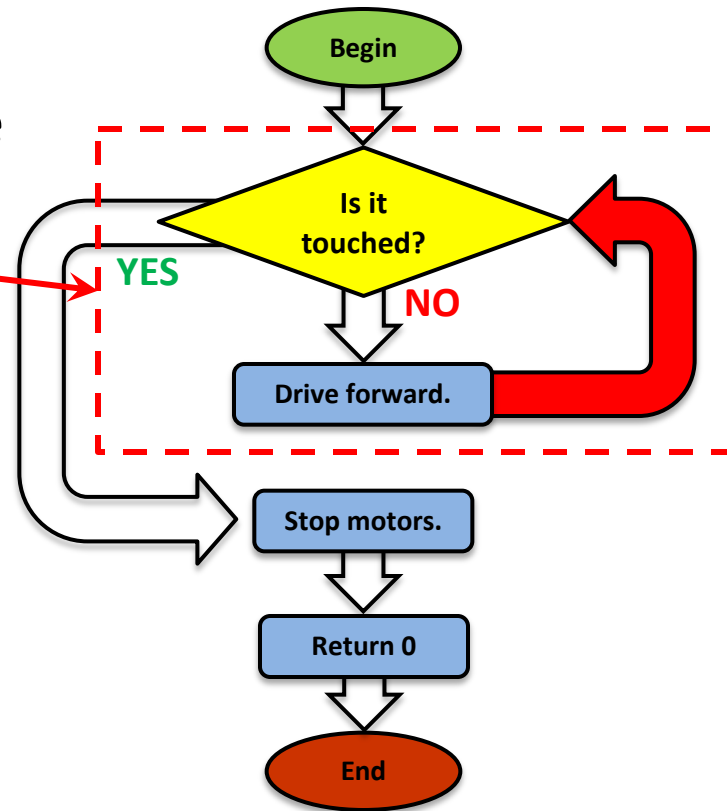 Begin
Is it
touched?
YES
NO
Drive forward.
Stop motors.
Return 0
End